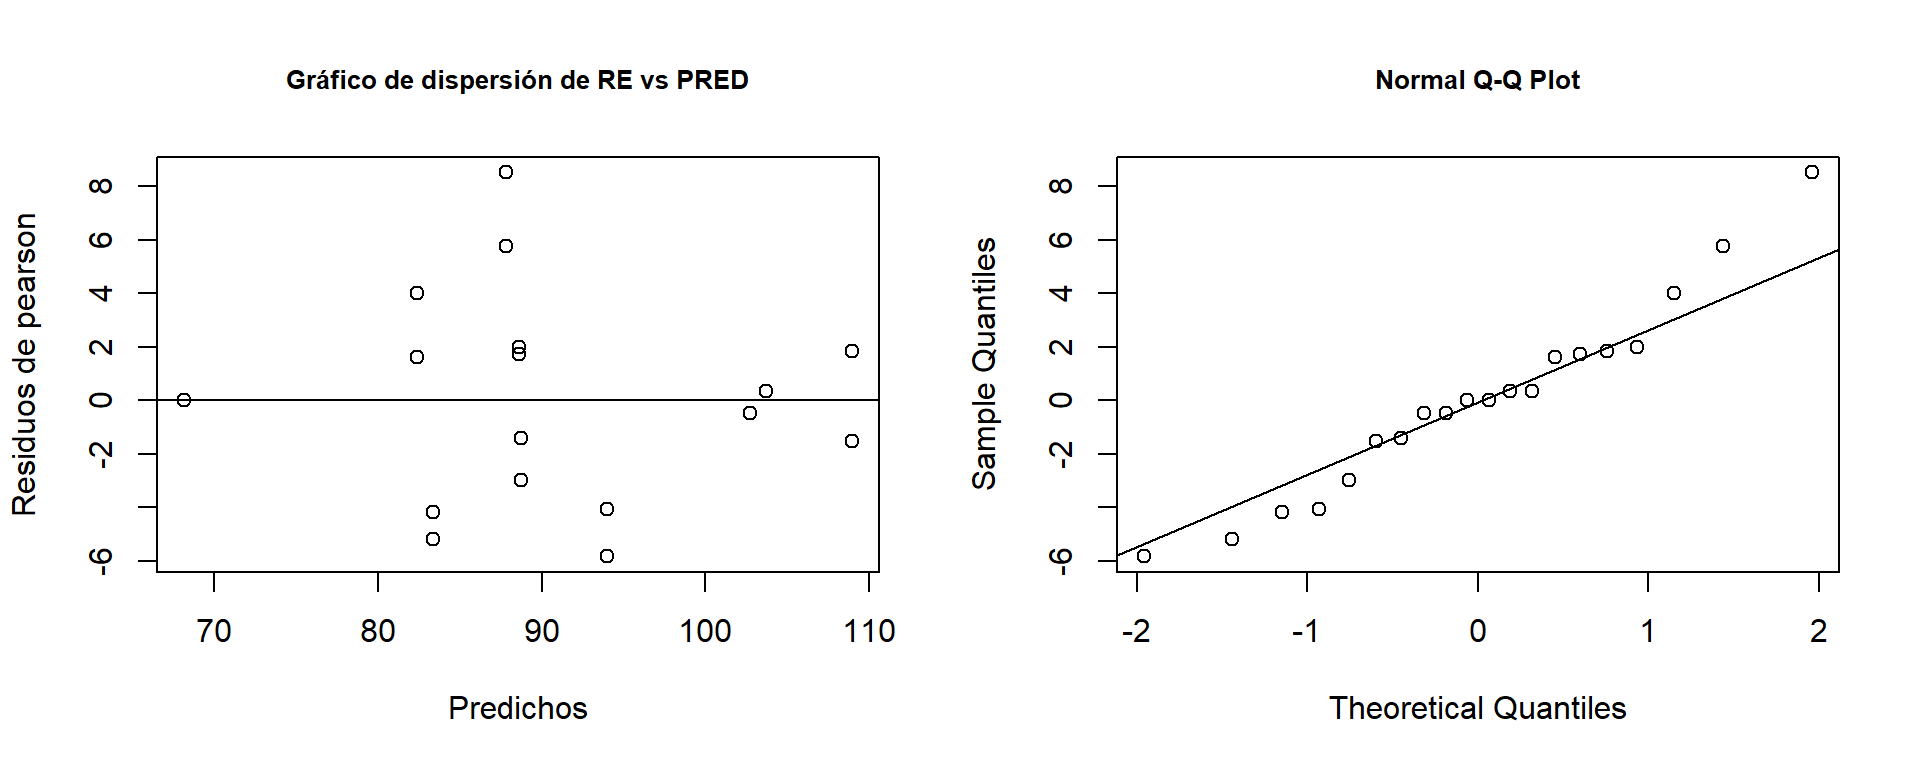 Gráfico de dispersión de RE vs PRED
Residuos de pearson
8
6
4
2
0
-2
-6
70 80 90 100 110
Predichos
Normal Q-Q Plot
Sample Quantiles
8
6
4
2
0
-2
-6
-2 -1 0 1 2
Theoretical Quantiles